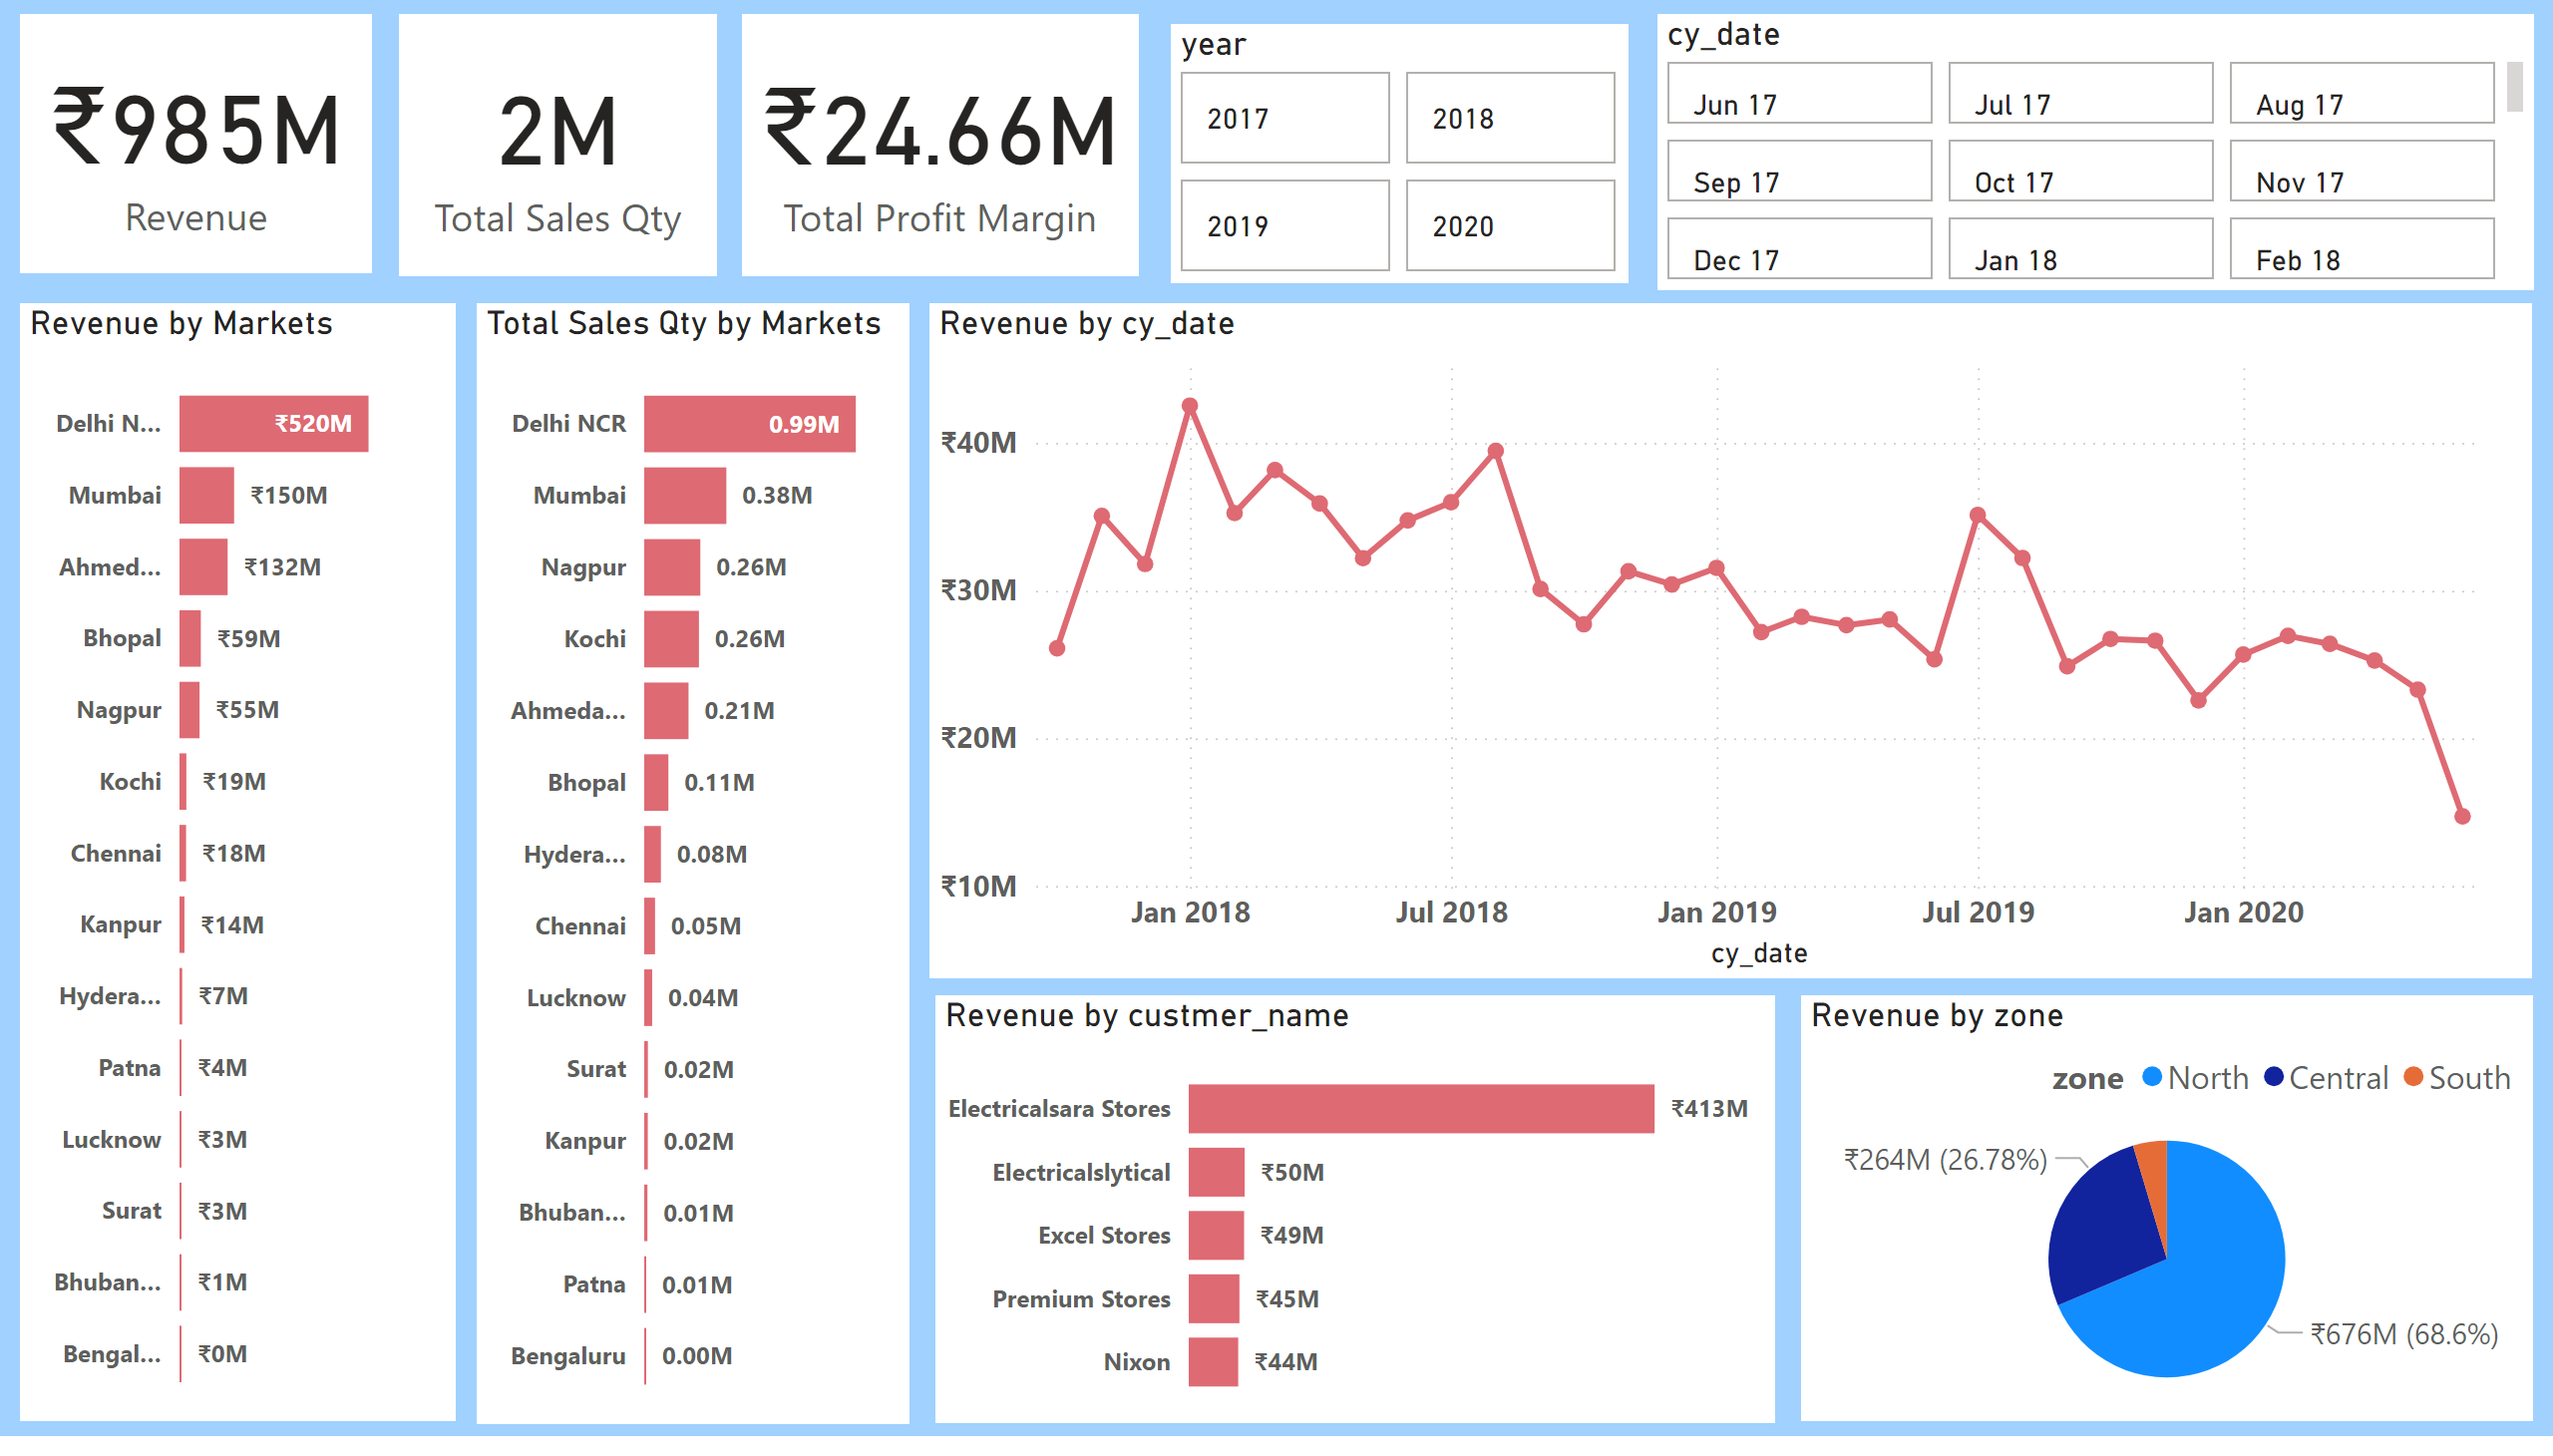 ₹985M
Revenue
2M
Total Sales Qty
₹24.66M
Total Profit Margin
year
2017
2018
2019
2020
cy_date
Jun 17
Jul 17
Aug 17
Sep 17
Oct 17
Nov 17
Dec 17
Jan 18
Feb 18
Revenue by Markets
Delhi N... ₹520M
Mumbai ₹150M
Ahmed... ₹132M
Bhopal ₹59M
Nagpur ₹55M
Kochi ₹19M
Chennai ₹18M
Kanpur ₹14M
Hydera... ₹7M
Patna ₹4M
Lucknow ₹3M
Surat ₹3M
Bhuban... ₹1M
Bengal... ₹0M
Total Sales Qty by Markets
Delhi NCR 0.99M
Mumbai 0.38M
Nagpur 0.26M
Kochi 0.26M
Ahmeda... 0.21M
Bhopal 0.11M
Hydera... 0.08M
Chennai 0.05M
Lucknow 0.04M
Surat 0.02M
Kanpur 0.02M
Bhuban... 0.01M
Patna 0.01M
Bengaluru 0.00M
Revenue by cy_date
₹40M
₹30M
₹20M
₹10M
Jan 2018 Jul 2018 Jan 2019 Jul 2019 Jan 2020
cy_date
Revenue by custmer_name
Electricalsara Stores ₹413M
Electricalslytical ₹50M
Excel Stores ₹49M
Premium Stores ₹45M
Nixon ₹44M
Revenue by zone
zone North Central South
₹264M (26.78%)
₹676M (68.6%)